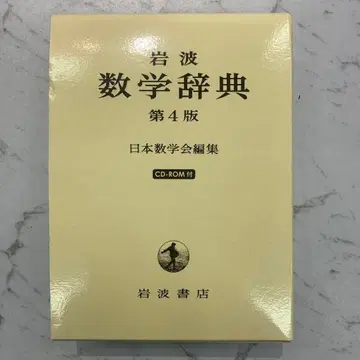 岩波
数学辞典
第4版
日本数学会編集
CD-ROM付
岩波書店